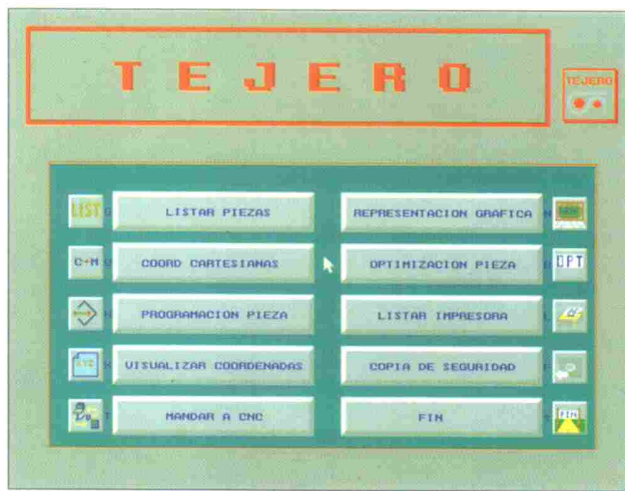 TEJERO
TEJERO
LIST LISTAR PIEZAS
REPRESENTACION GRAFICA
C→M COORD CARTESIANAS
OPTIMIZACION PIEZA OPT
PROGRAMACION PIEZA
LISTAR IMPRESORA
XYZ VISUALIZAR COORDENADAS
COPIA DE SEGURIDAD
MANDAR A CNC
FIN FIN